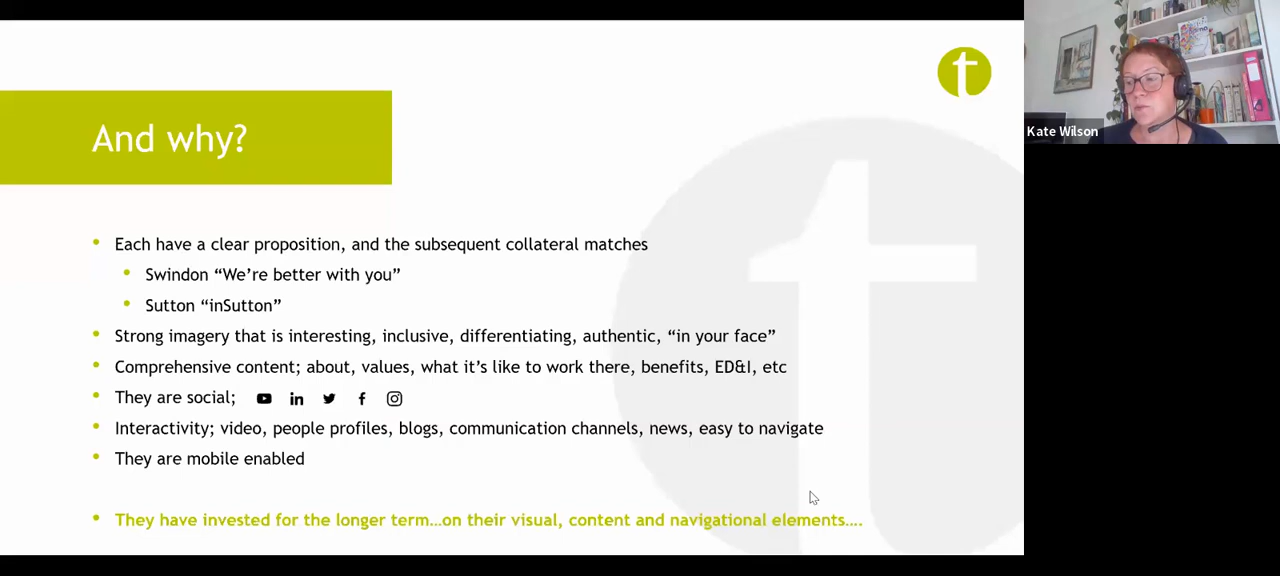 And why?
Each have a clear proposition, and the subsequent collateral matches
Swindon “We’re better with you”
Sutton “inSutton”
Strong imagery that is interesting, inclusive, differentiating, authentic, “in your face”
Comprehensive content; about, values, what it’s like to work there, benefits, ED&I, etc
They are social;
Interactivity; video, people profiles, blogs, communication channels, news, easy to navigate
They are mobile enabled
They have invested for the longer term…on their visual, content and navigational elements….
Kate Wilson